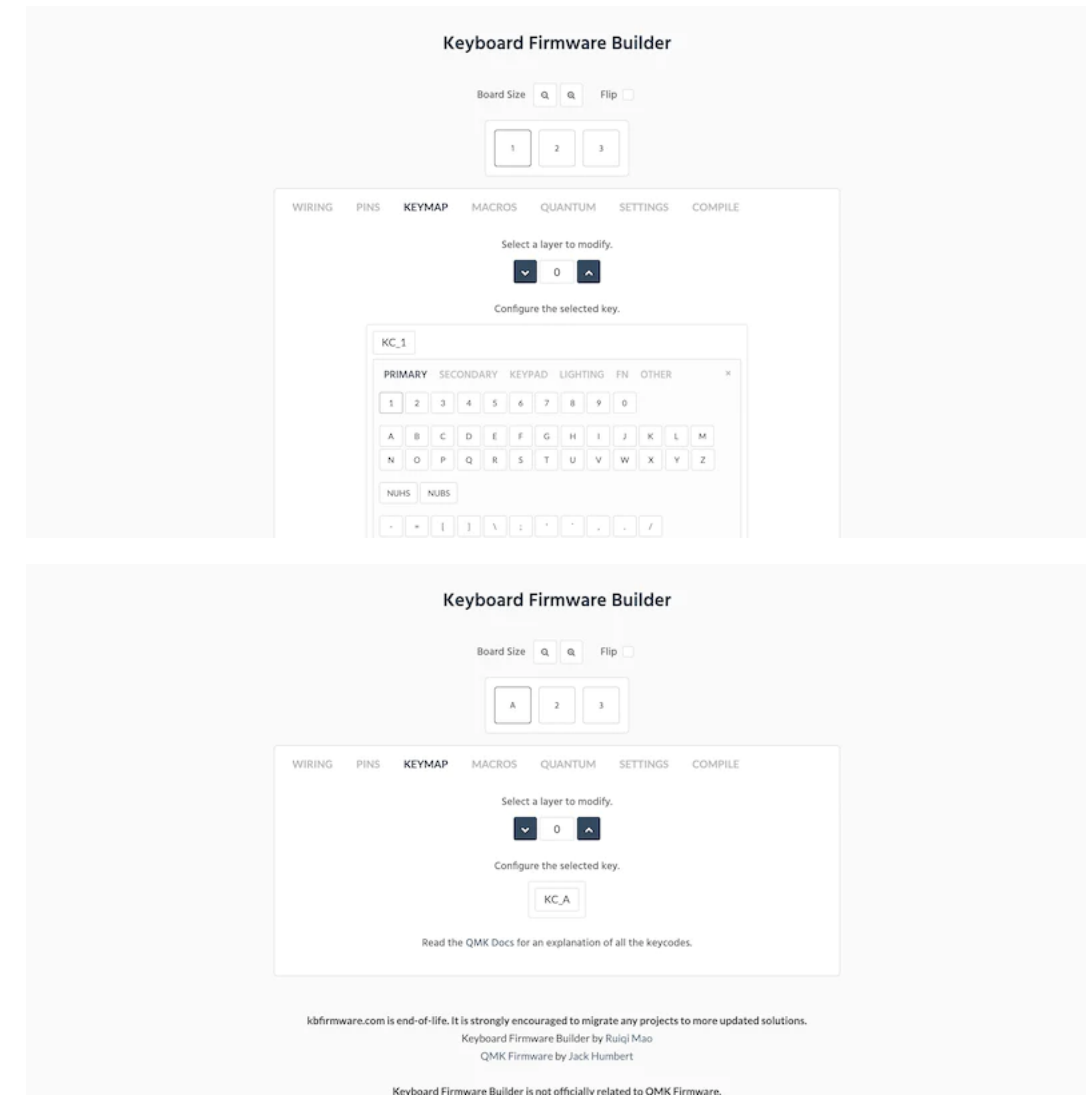 Keyboard Firmware Builder
Board Size Flip
1 2 3
WIRING PINS KEYMAP MACROS QUANTUM SETTINGS COMPILE
Select a layer to modify.
0
Configure the selected key.
KC_1
PRIMARY SECONDARY KEYPAD LIGHTING FN OTHER ×
1 2 3 4 5 6 7 8 9 0
A B C D E F G H I J K L M
N O P Q R S T U V W X Y Z
NUHS NUBS
- = [ ] \ ; ' ` , . /
Keyboard Firmware Builder
Board Size Flip
A 2 3
WIRING PINS KEYMAP MACROS QUANTUM SETTINGS COMPILE
Select a layer to modify.
0
Configure the selected key.
KC_A
Read the QMK Docs for an explanation of all the keycodes.
kbfirmware.com is end-of-life. It is strongly encouraged to migrate any projects to more updated solutions.
Keyboard Firmware Builder by Ruiqi Mao
QMK Firmware by Jack Humbert
Keyboard Firmware Builder is not officially related to QMK Firmware.